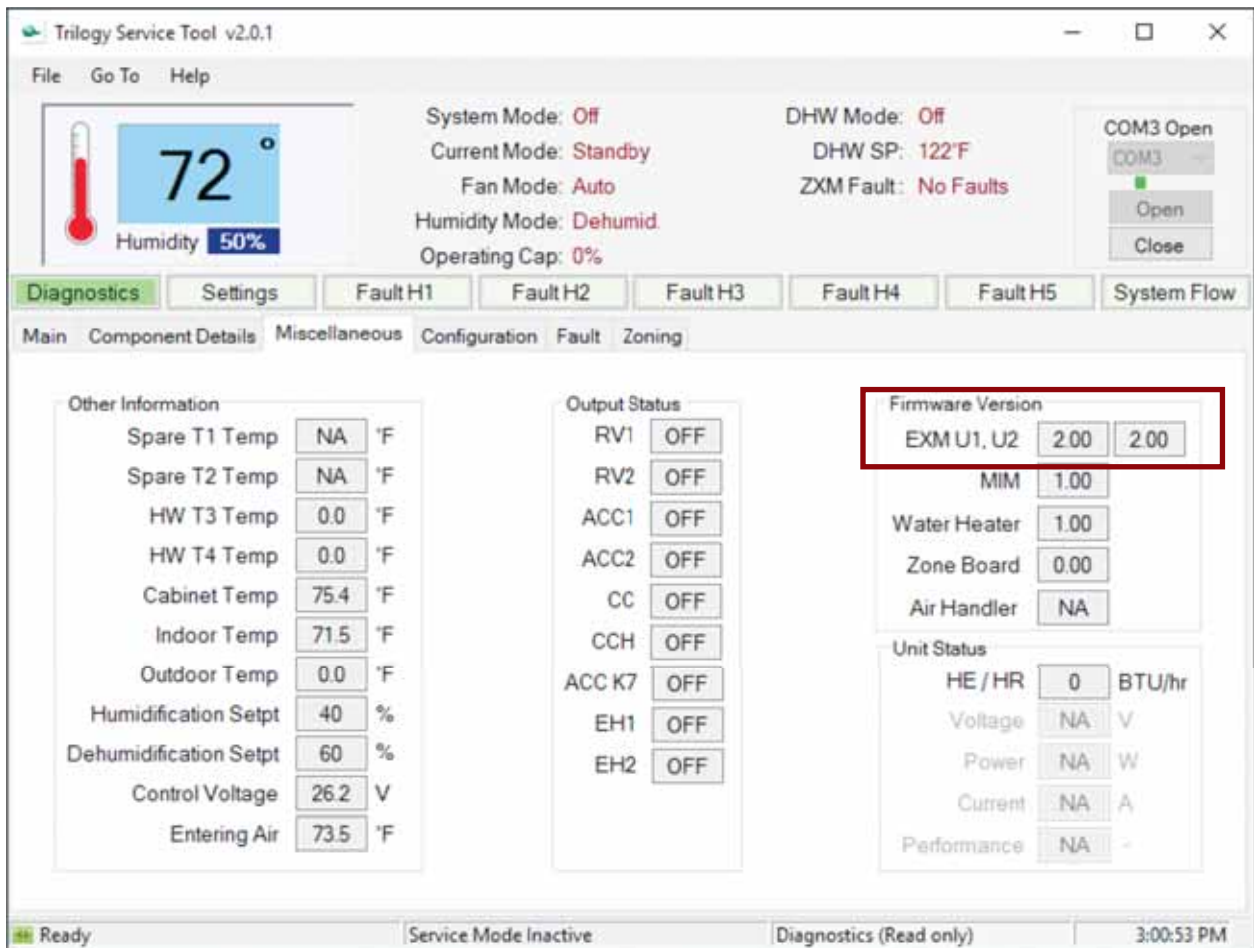 Trilogy Service Tool v2.0.1
File Go To Help
72 °
Humidity 50%
System Mode: Off
Current Mode: Standby
Fan Mode: Auto
Humidity Mode: Dehumid.
Operating Cap: 0%
DHW Mode: Off
DHW SP: 122°F
ZXM Fault: No Faults
COM3 Open
COM3
Open
Close
Diagnostics Settings Fault H1 Fault H2 Fault H3 Fault H4 Fault H5 System Flow
Main Component Details Miscellaneous Configuration Fault Zoning
Other Information
Spare T1 Temp NA °F
Spare T2 Temp NA °F
HW T3 Temp 0.0 °F
HW T4 Temp 0.0 °F
Cabinet Temp 75.4 °F
Indoor Temp 71.5 °F
Outdoor Temp 0.0 °F
Humidification Setpt 40 %
Dehumidification Setpt 60 %
Control Voltage 26.2 V
Entering Air 73.5 °F
Output Status
RV1 OFF
RV2 OFF
ACC1 OFF
ACC2 OFF
CC OFF
CCH OFF
ACC K7 OFF
EH1 OFF
EH2 OFF
Firmware Version
EXM U1, U2 2.00 2.00
MIM 1.00
Water Heater 1.00
Zone Board 0.00
Air Handler NA
Unit Status
HE / HR 0 BTU/hr
Voltage NA V
Power NA W
Current NA A
Performance NA -
Ready Service Mode Inactive Diagnostics (Read only) 3:00:53 PM